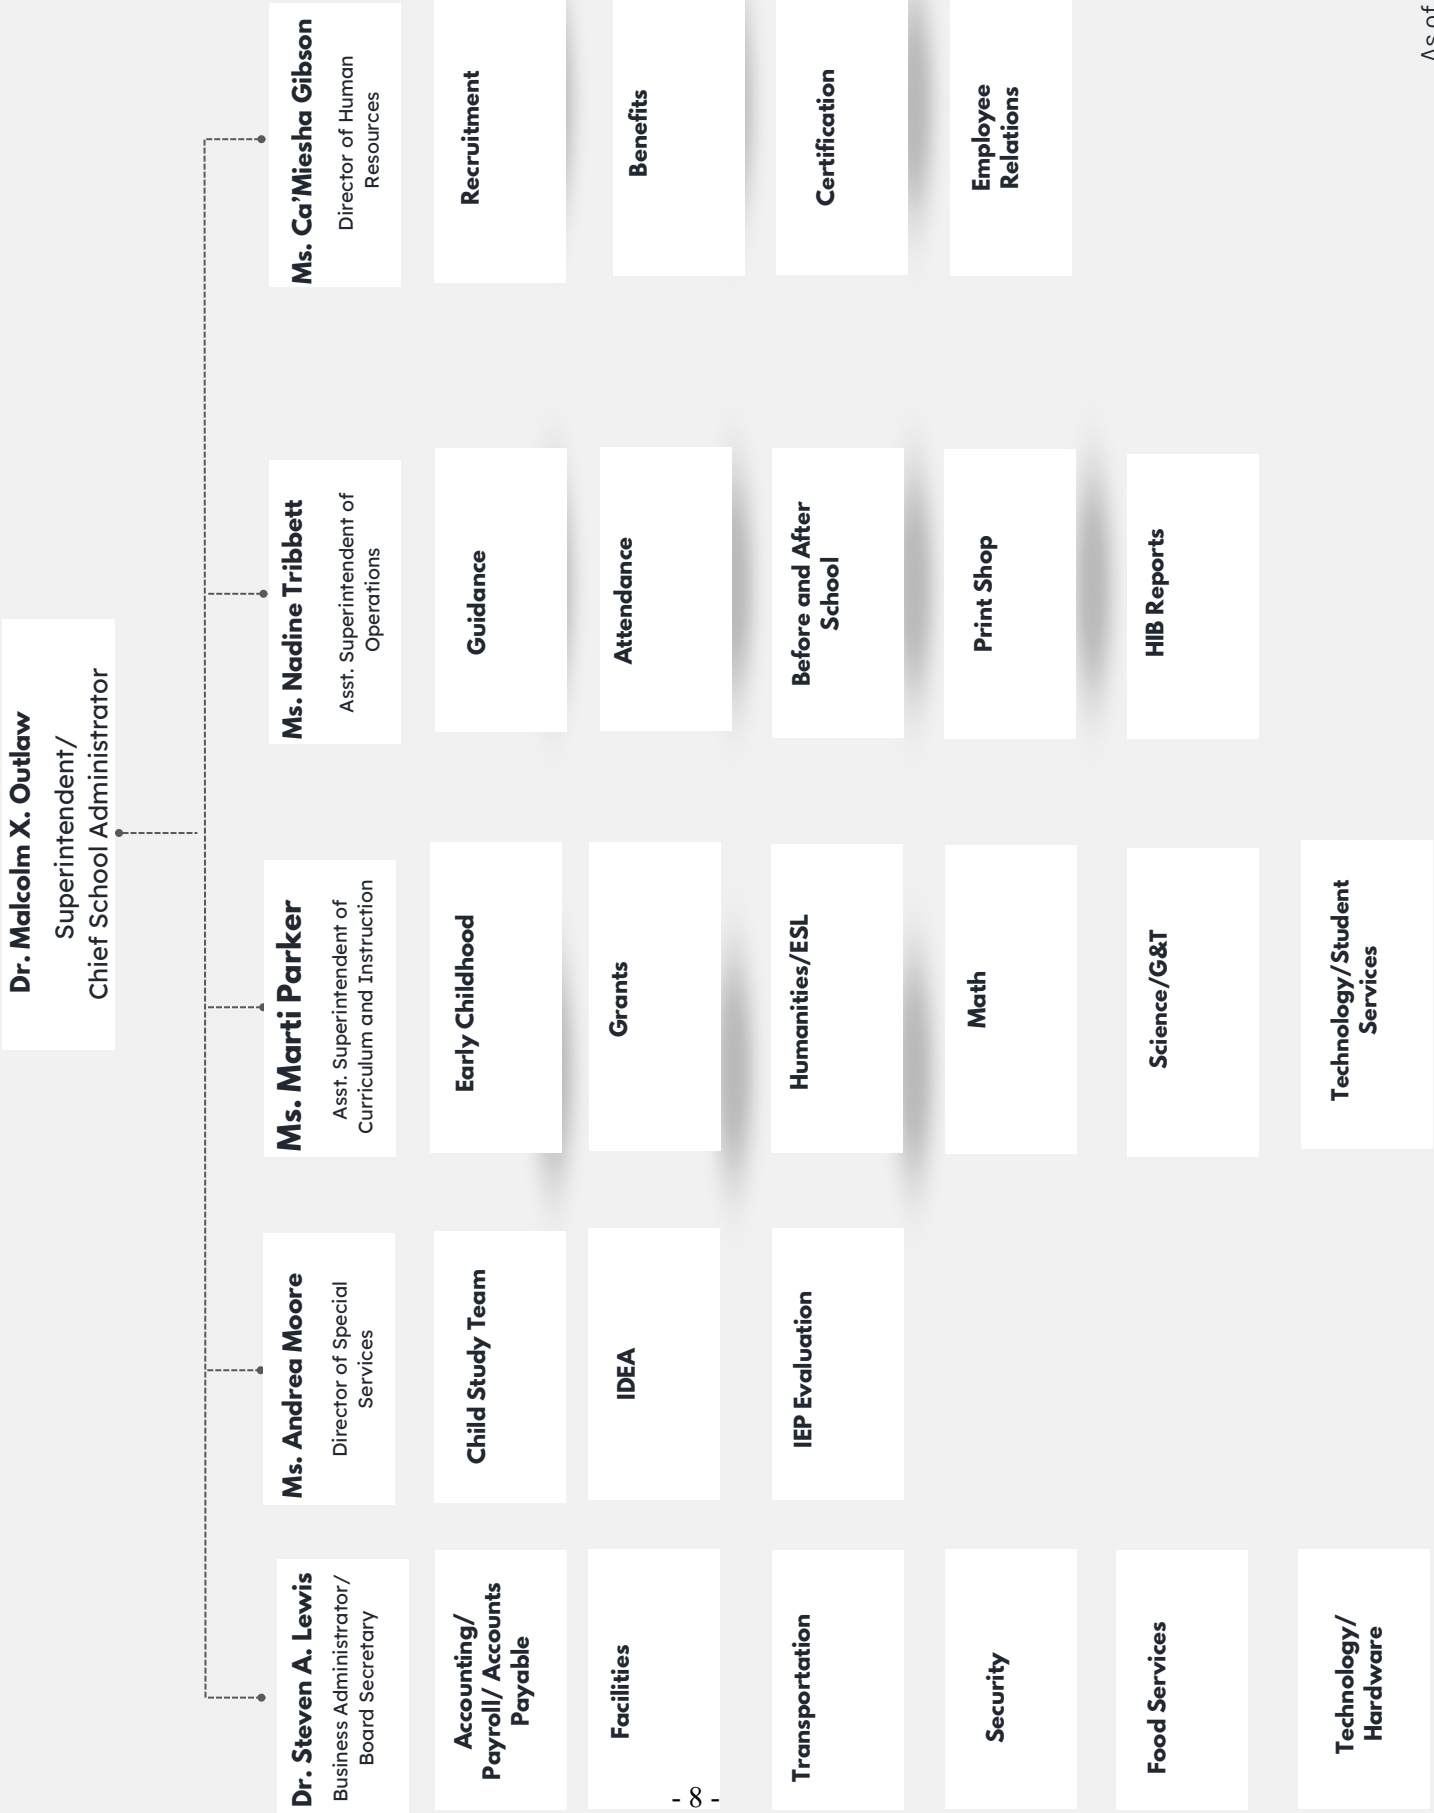 Dr. Malcolm X. Outlaw
Superintendent/
Chief School Administrator
Dr. Steven A. Lewis
Business Administrator/
Board Secretary
Accounting/
Payroll/ Accounts
Payable
Facilities
Transportation
Security
Food Services
Technology/
Hardware
Ms. Andrea Moore
Director of Special
Services
Child Study Team
IDEA
IEP Evaluation
Ms. Marti Parker
Asst. Superintendent of
Curriculum and Instruction
Early Childhood
Grants
Humanities/ESL
Math
Science/G&T
Technology/Student
Services
Ms. Nadine Tribbett
Asst. Superintendent of
Operations
Guidance
Attendance
Before and After
School
Print Shop
HIB Reports
Ms. Ca’Miesha Gibson
Director of Human
Resources
Recruitment
Benefits
Certification
Employee
Relations
As of
- 8 -